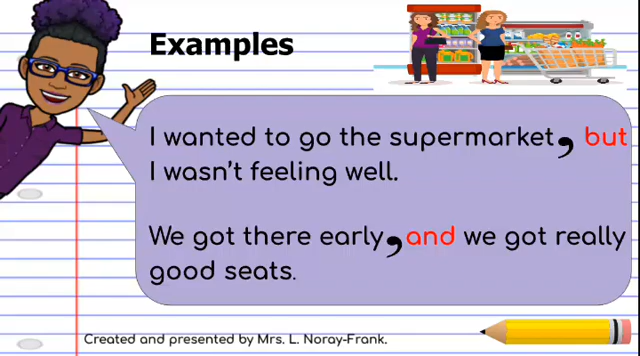 Examples
I wanted to go the supermarket, but
I wasn't feeling well.
We got there early, and we got really
good seats.
Created and presented by Mrs. L. Noray-Frank.